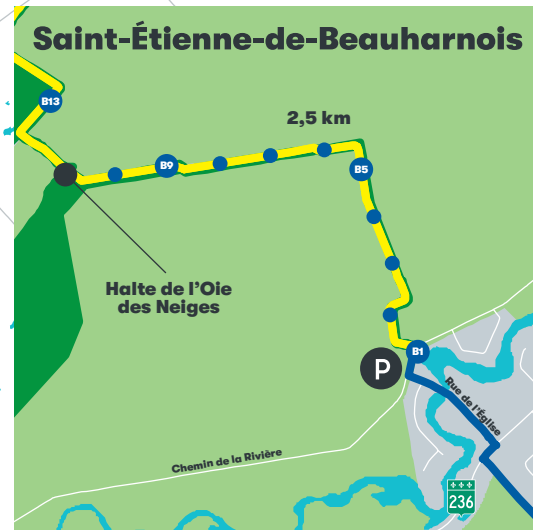 Saint-Étienne-de-Beauharnois
B13
2,5 km
B9
B5
Halte de l’Oie
des Neiges
B1
P
Rue de l’Église
Chemin de la Rivière
236